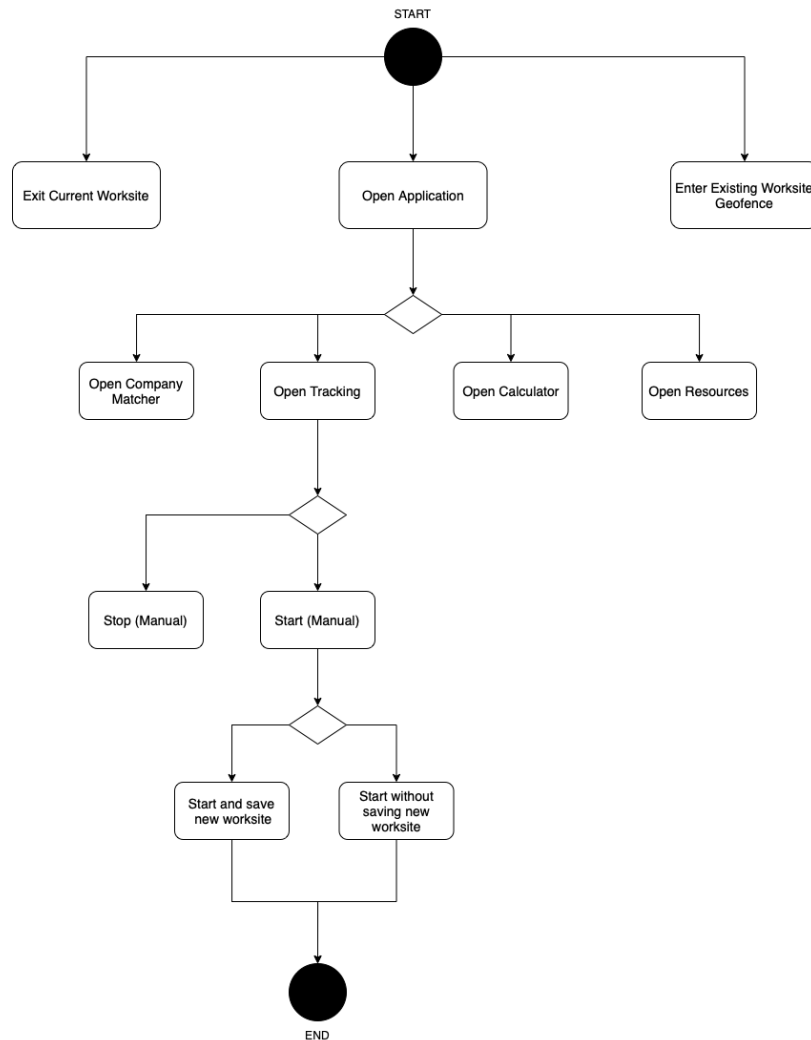 START
Exit Current Worksite
Open Application
Enter Existing Worksite
Geofence
Open Company
Matcher
Open Tracking
Open Calculator
Open Resources
Stop (Manual)
Start (Manual)
Start and save
new worksite
Start without
saving new
worksite
END